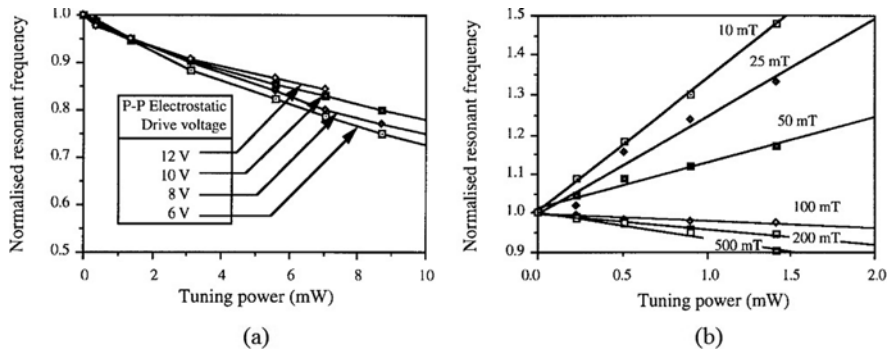 (a)
Normalised resonant frequency
1.0
0.9
0.8
0.7
0.6
0.5
P-P Electrostatic
Drive voltage
12 V
10 V
8 V
6 V
0 2 4 6 8 10
Tuning power (mW)
(a)
(b)
Normalised resonant frequency
1.5
1.4
1.3
1.2
1.1
1.0
0.9
10 mT
25 mT
50 mT
100 mT
200 mT
500 mT
0.0 0.5 1.0 1.5 2.0
Tuning power (mW)
(b)